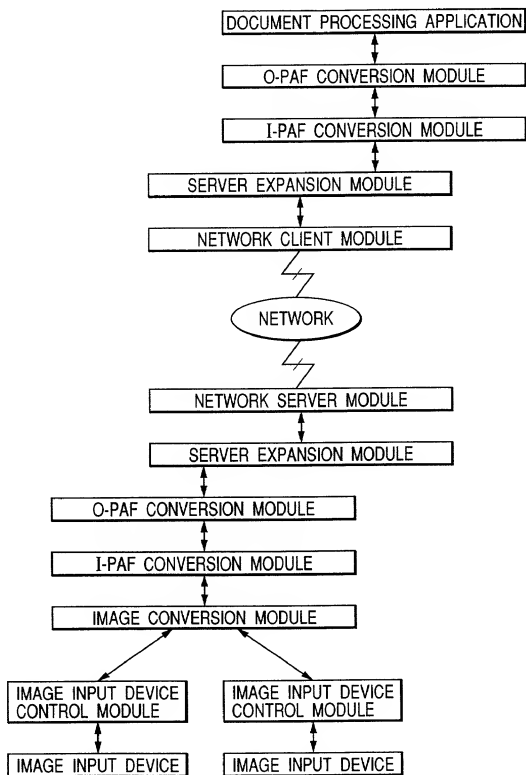 DOCUMENT PROCESSING APPLICATION
O-PAF CONVERSION MODULE
I-PAF CONVERSION MODULE
SERVER EXPANSION MODULE
NETWORK CLIENT MODULE
NETWORK
NETWORK SERVER MODULE
SERVER EXPANSION MODULE
O-PAF CONVERSION MODULE
I-PAF CONVERSION MODULE
IMAGE CONVERSION MODULE
IMAGE INPUT DEVICE
CONTROL MODULE
IMAGE INPUT DEVICE
CONTROL MODULE
IMAGE INPUT DEVICE
IMAGE INPUT DEVICE